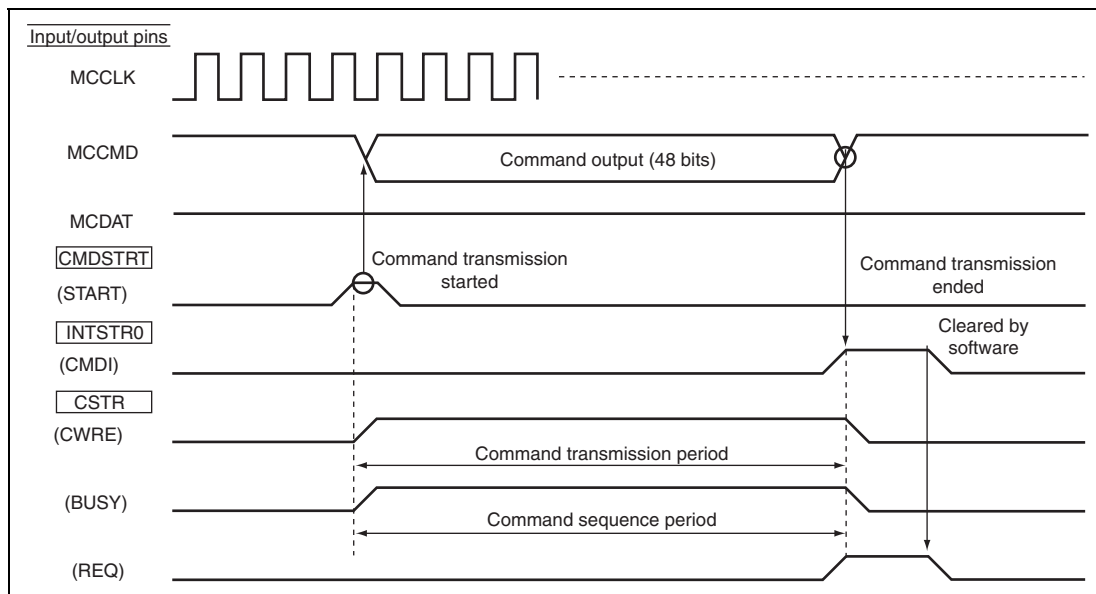 Input/output pins
MCCLK
MCCMD
Command output (48 bits)
MCDAT
CMDSTRT
(START)
Command transmission
started
Command transmission
ended
INTSTR0
(CMDI)
Cleared by
software
CSTR
(CWRE)
Command transmission period
(BUSY)
Command sequence period
(REQ)